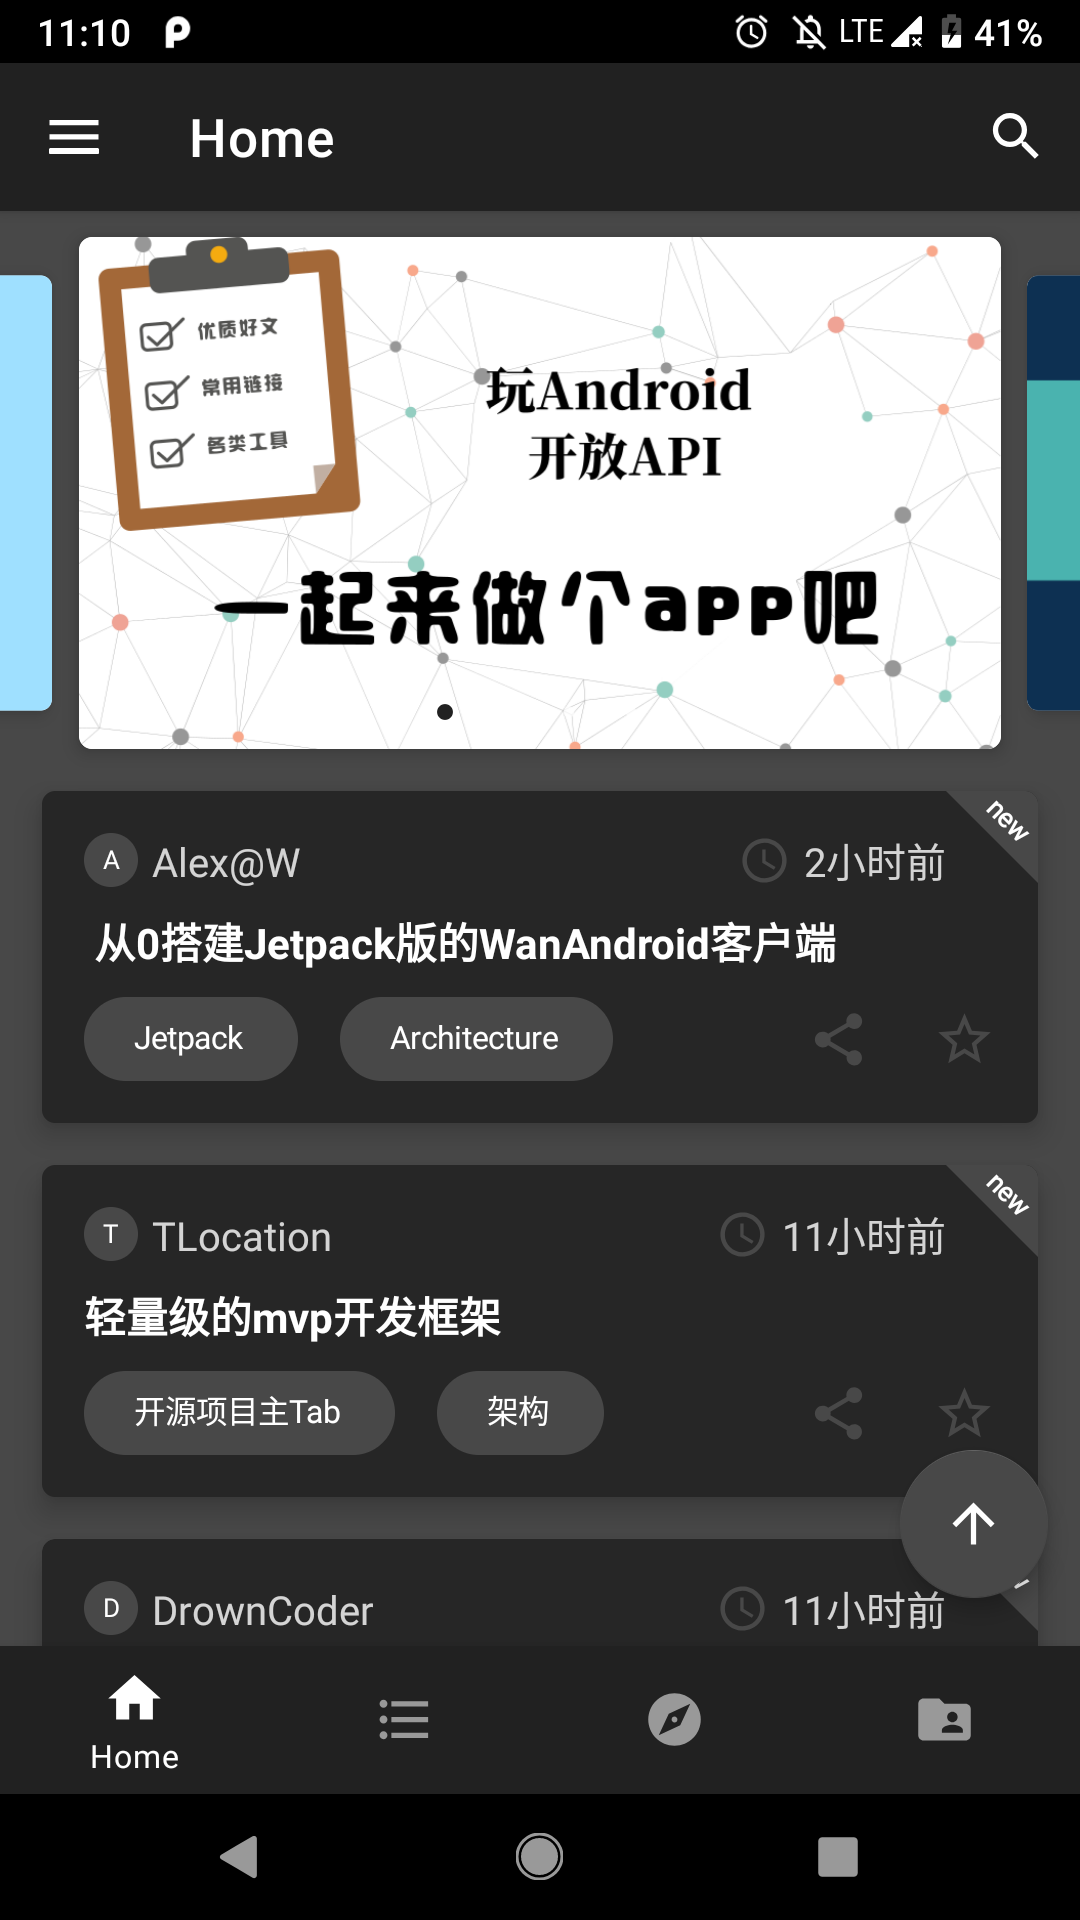 11:10
LTE
41%
Home
优质好文
常用链接
各类工具
玩Android
开放API
一起来做个app吧
new
A
Alex@W
2小时前
从0搭建Jetpack版的WanAndroid客户端
Jetpack
Architecture
new
T
TLocation
11小时前
轻量级的mvp开发框架
开源项目主Tab
架构
D
DrownCoder
11小时前
Home